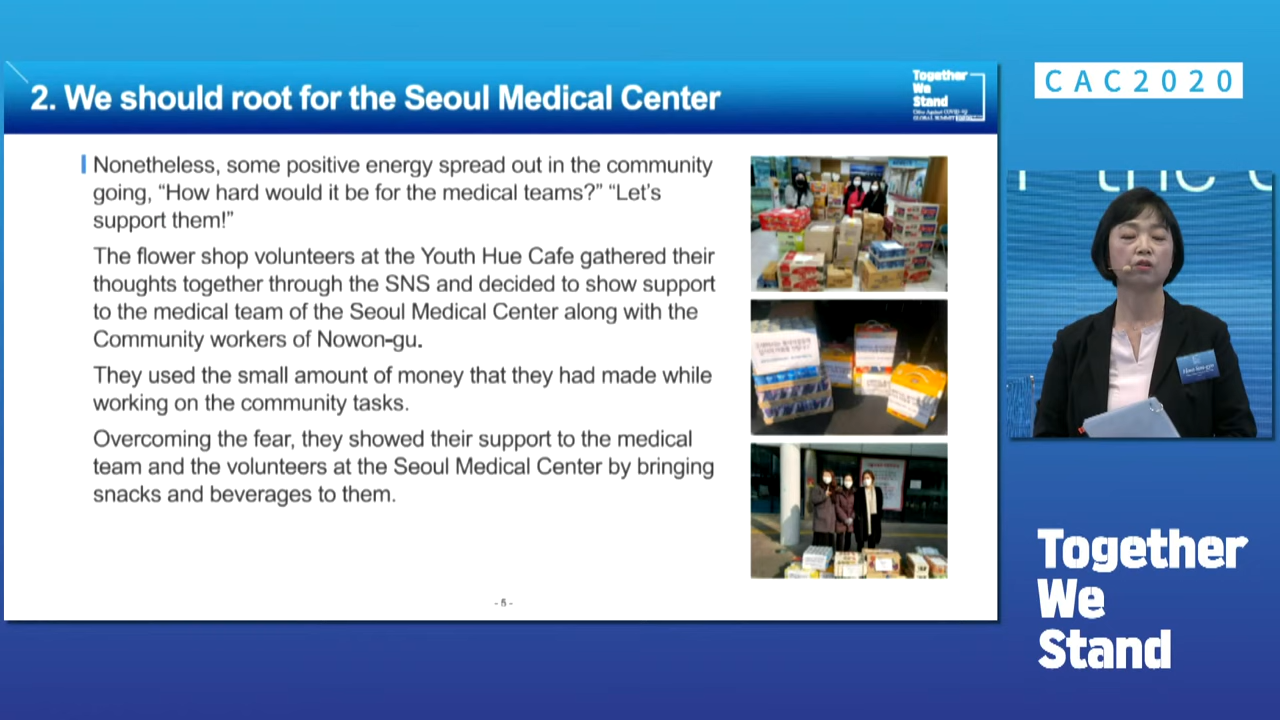 2. We should root for the Seoul Medical Center
Together
We
Stand
CAC2020
Nonetheless, some positive energy spread out in the community
going, “How hard would it be for the medical teams?” “Let’s
support them!”
The flower shop volunteers at the Youth Hue Cafe gathered their
thoughts together through the SNS and decided to show support
to the medical team of the Seoul Medical Center along with the
Community workers of Nowon-gu.
They used the small amount of money that they had made while
working on the community tasks.
Overcoming the fear, they showed their support to the medical
team and the volunteers at the Seoul Medical Center by bringing
snacks and beverages to them.
Together
We
Stand